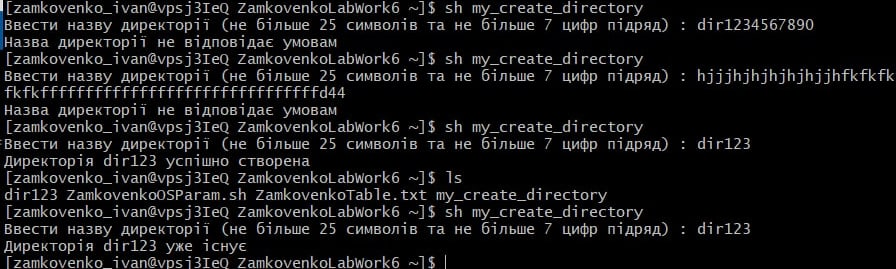 [zamkovenko_ivan@vpsj3IeQ ZamkovenkoLabWork6 ~]$ sh my_create_directory
Ввести назву директорії (не більше 25 символів та не більше 7 цифр підряд) : dir1234567890
Назва директорії не відповідає умовам
[zamkovenko_ivan@vpsj3IeQ ZamkovenkoLabWork6 ~]$ sh my_create_directory
Ввести назву директорії (не більше 25 символів та не більше 7 цифр підряд) : hjjjhjhjhjhjhjjhfkfkfk
fkfkffffffffffffffffffffffffffffffffd44
Назва директорії не відповідає умовам
[zamkovenko_ivan@vpsj3IeQ ZamkovenkoLabWork6 ~]$ sh my_create_directory
Ввести назву директорії (не більше 25 символів та не більше 7 цифр підряд) : dir123
Директорія dir123 успішно створена
[zamkovenko_ivan@vpsj3IeQ ZamkovenkoLabWork6 ~]$ ls
dir123 ZamkovenkoOSParam.sh ZamkovenkoTable.txt my_create_directory
[zamkovenko_ivan@vpsj3IeQ ZamkovenkoLabWork6 ~]$ sh my_create_directory
Ввести назву директорії (не більше 25 символів та не більше 7 цифр підряд) : dir123
Директорія dir123 уже існує
[zamkovenko_ivan@vpsj3IeQ ZamkovenkoLabWork6 ~]$